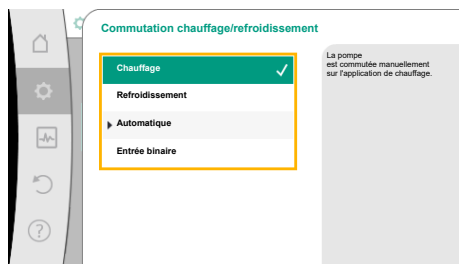 Commutation chauffage/refroidissement
Chauffage
Refroidissement
Automatique
Entrée binaire
La pompe
est commutée manuellement
sur l'application de chauffage.
?